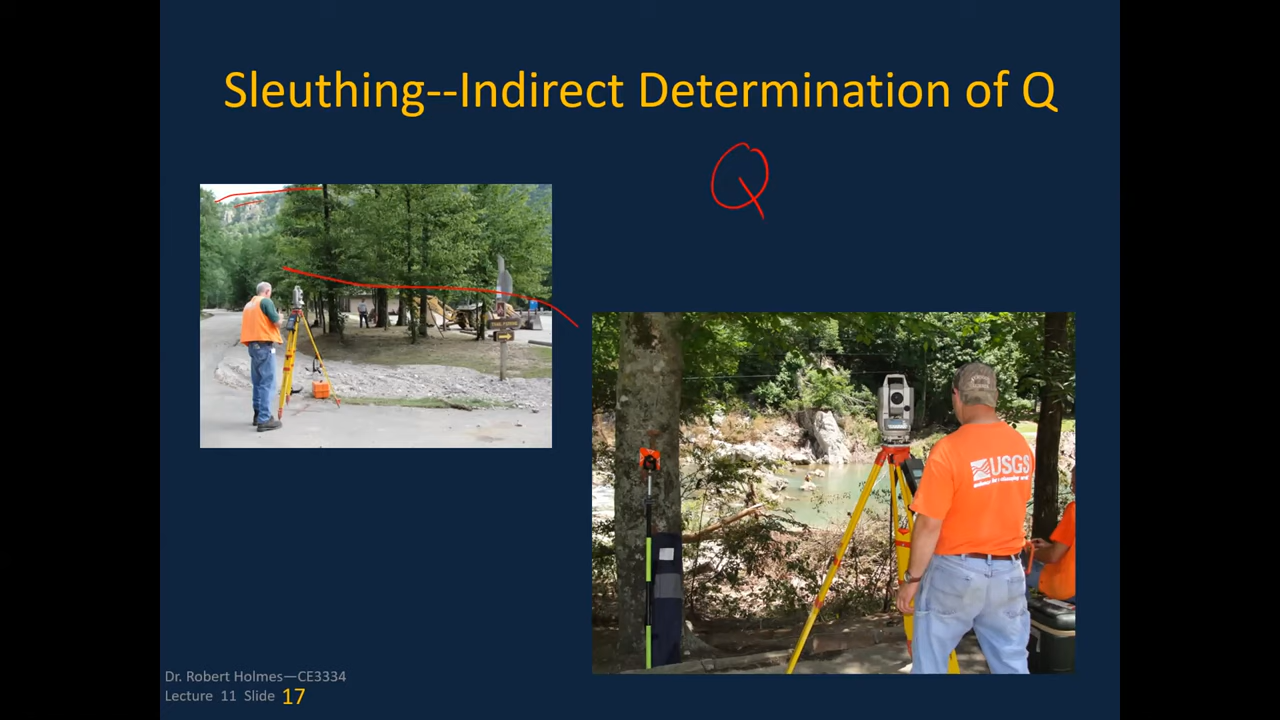 Sleuthing--Indirect Determination of Q
Q
USGS
Dr. Robert Holmes—CE3334
Lecture 11 Slide 17